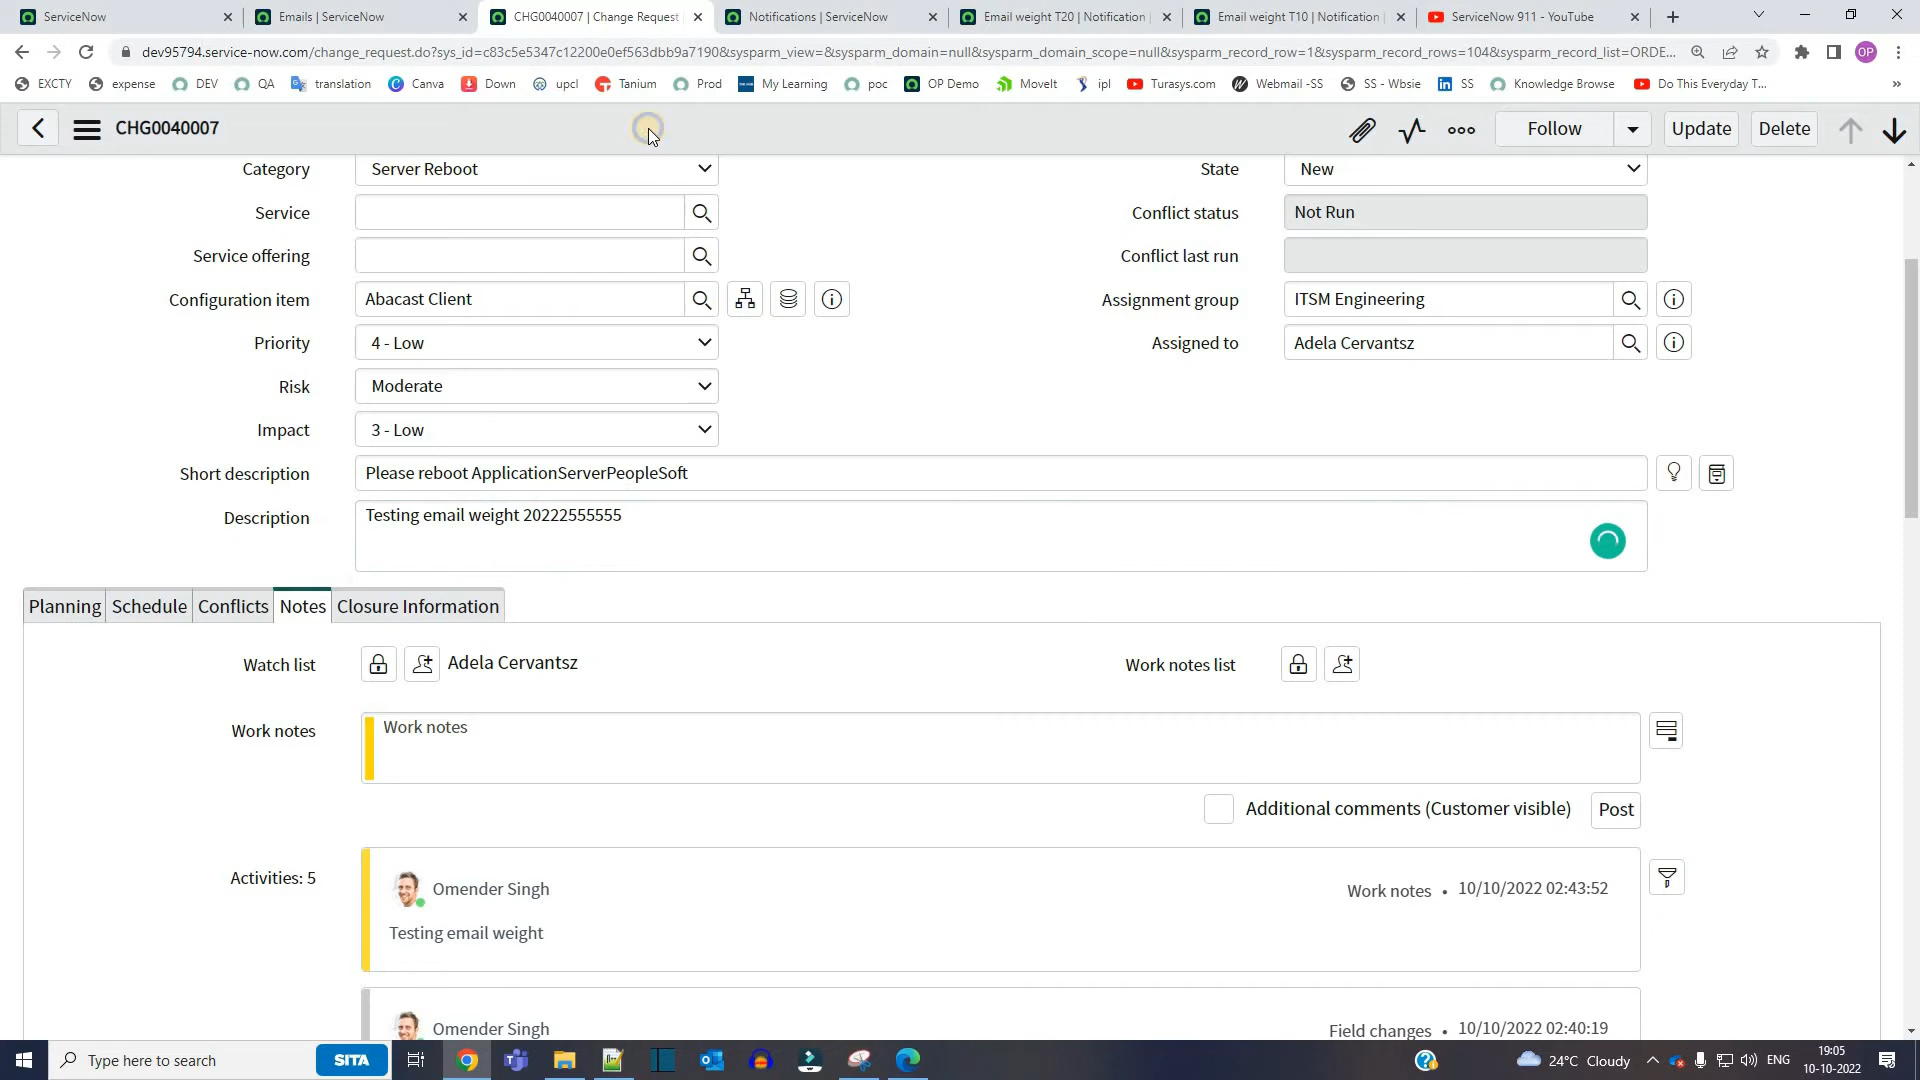 ServiceNow
Emails | ServiceNow
CHG0040007 | Change Request
Notifications | ServiceNow
Email weight T20 | Notification
Email weight T10 | Notification
ServiceNow 911 - YouTube
dev95794.service-now.com/change_request.do?sys_id=c83c5e5347c12200e0ef563dbb9a7190&sysparm_view=&sysparm_domain=null&sysparm_domain_scope=null&sysparm_record_row=1&sysparm_record_rows=104&sysparm_record_list=ORDE...
OP
EXCTY expense DEV QA translation Canva Down upcl Tanium Prod My Learning poc OP Demo MoveIt ipl Turasys.com Webmail -SS SS - Wbsie SS Knowledge Browse Do This Everyday T... »
CHG0040007
Follow Update Delete
Category Server Reboot State New
Service Conflict status Not Run
Service offering Conflict last run
Configuration item Abacast Client Assignment group ITSM Engineering
Priority 4 - Low Assigned to Adela Cervantsz
Risk Moderate
Impact 3 - Low
Short description Please reboot ApplicationServerPeopleSoft
Description Testing email weight 20222555555
Planning Schedule Conflicts Notes Closure Information
Watch list Adela Cervantsz Work notes list
Work notes Work notes
Additional comments (Customer visible) Post
Activities: 5
Omender Singh Work notes • 10/10/2022 02:43:52
Testing email weight
Omender Singh Field changes • 10/10/2022 02:40:19
Type here to search SITA 24°C Cloudy ENG 19:05
10-10-2022